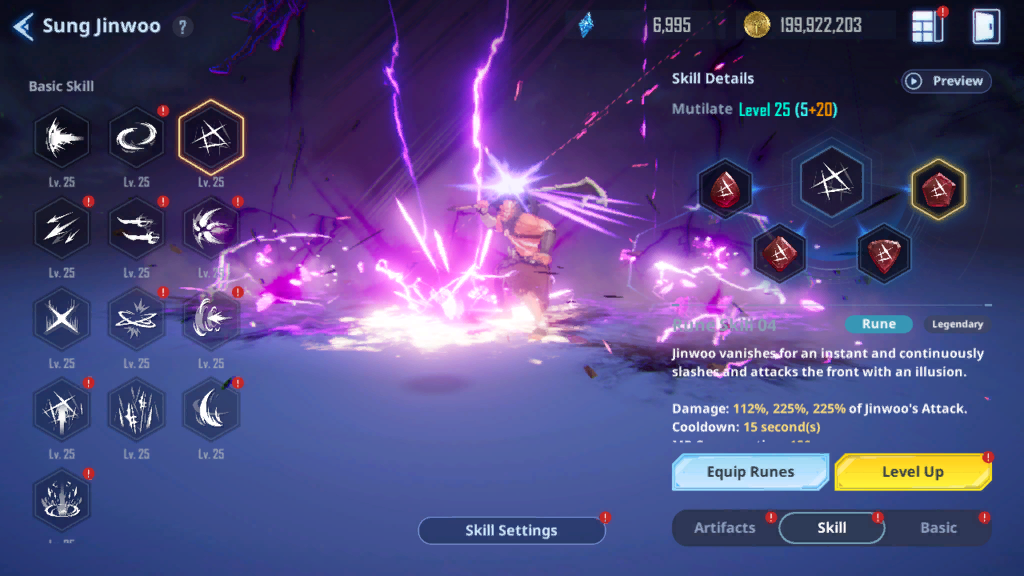 Sung Jinwoo ?
6,995
199,922,203
Basic Skill
Lv. 25
Lv. 25
Lv. 25
Lv. 25
Lv. 25
Lv. 25
Lv. 25
Lv. 25
Lv. 25
Lv. 25
Lv. 25
Lv. 25
Skill Settings
Skill Details
Preview
Mutilate Level 25 (5+20)
Rune Skill 04
Rune
Legendary
Jinwoo vanishes for an instant and continuously
slashes and attacks the front with an illusion.
Damage: 112%, 225%, 225% of Jinwoo's Attack.
Cooldown: 15 second(s)
Equip Runes
Level Up
Artifacts
Skill
Basic